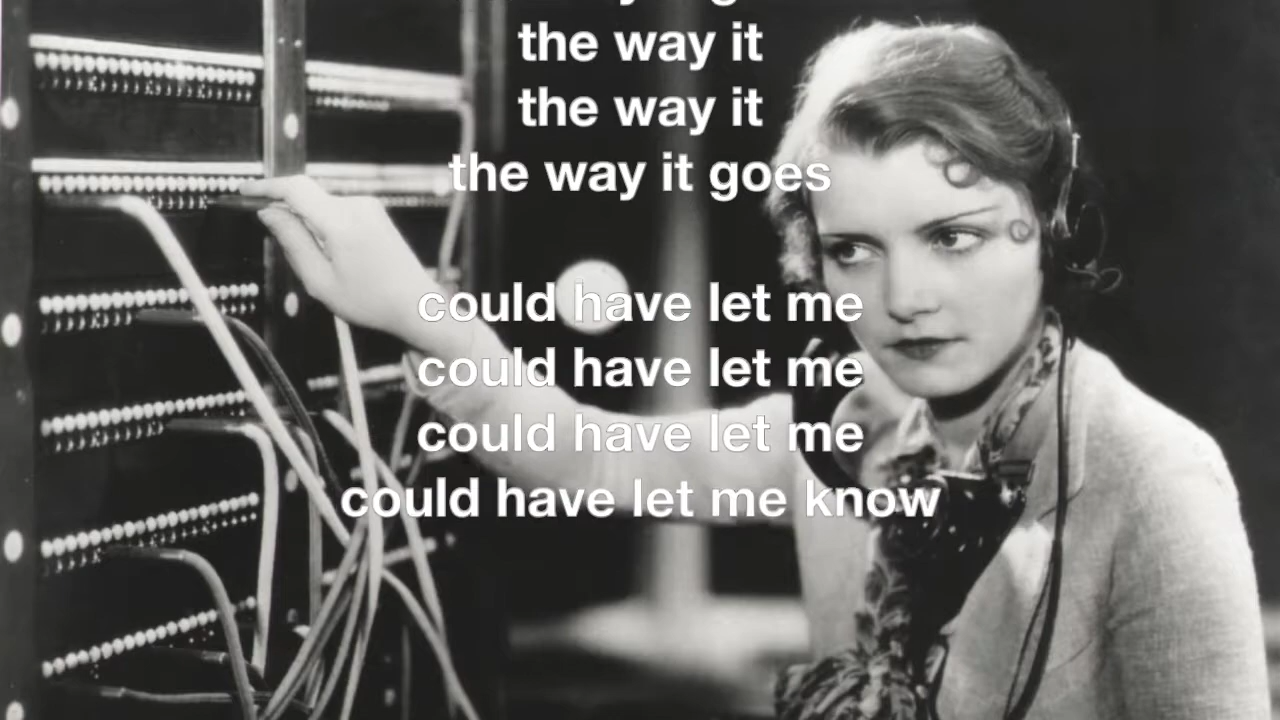 the way it
the way it
the way it goes
could have let me
could have let me
could have let me
could have let me know